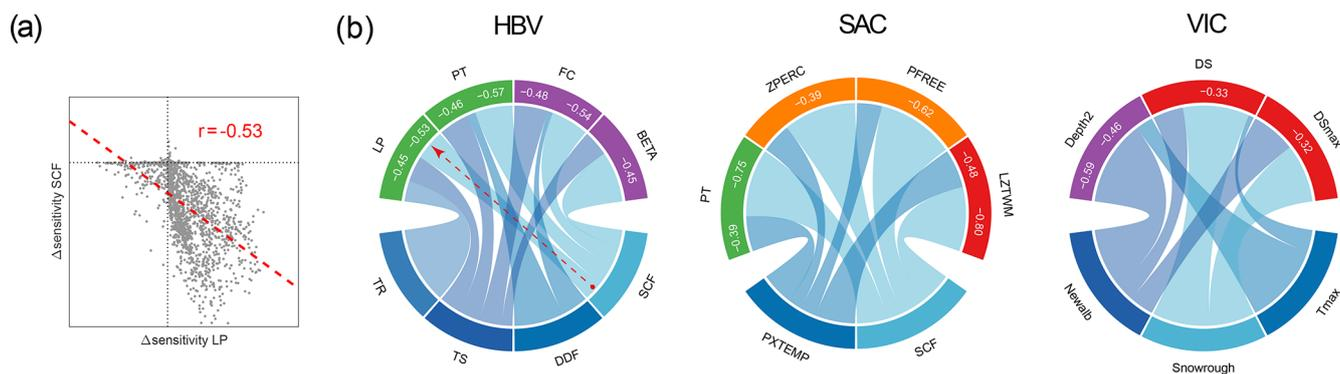 (a)
r=-0.53
Δsensitivity SCF
Δsensitivity LP
(b)
HBV
PT
FC
LP
BETA
−0.45
−0.53
−0.46
−0.57
−0.48
−0.54
−0.45
TR
TS
DDF
SCF
SAC
ZPERC
PFREE
PT
LZTWM
−0.39
−0.75
−0.39
−0.62
−0.48
−0.80
PXTEMP
SCF
VIC
DS
Depth2
DSmax
−0.59
−0.46
−0.33
−0.32
Newalb
Snowrough
Tmax